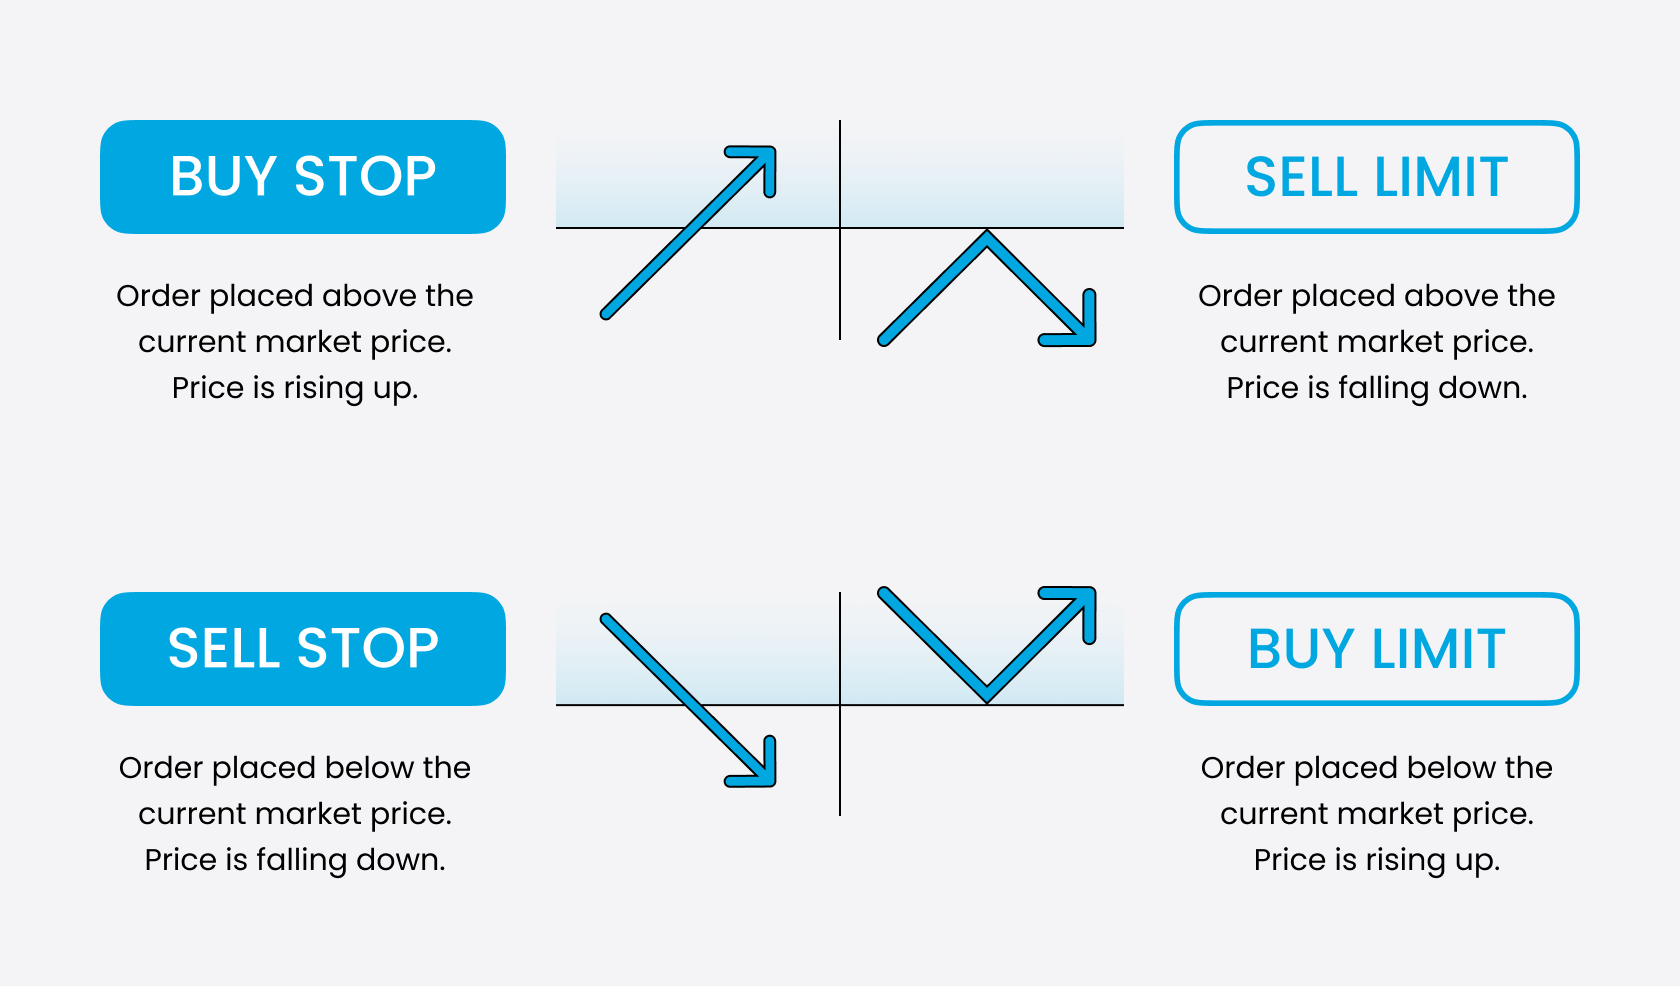 BUY STOP
Order placed above the
current market price.
Price is rising up.
SELL LIMIT
Order placed above the
current market price.
Price is falling down.
SELL STOP
Order placed below the
current market price.
Price is falling down.
BUY LIMIT
Order placed below the
current market price.
Price is rising up.